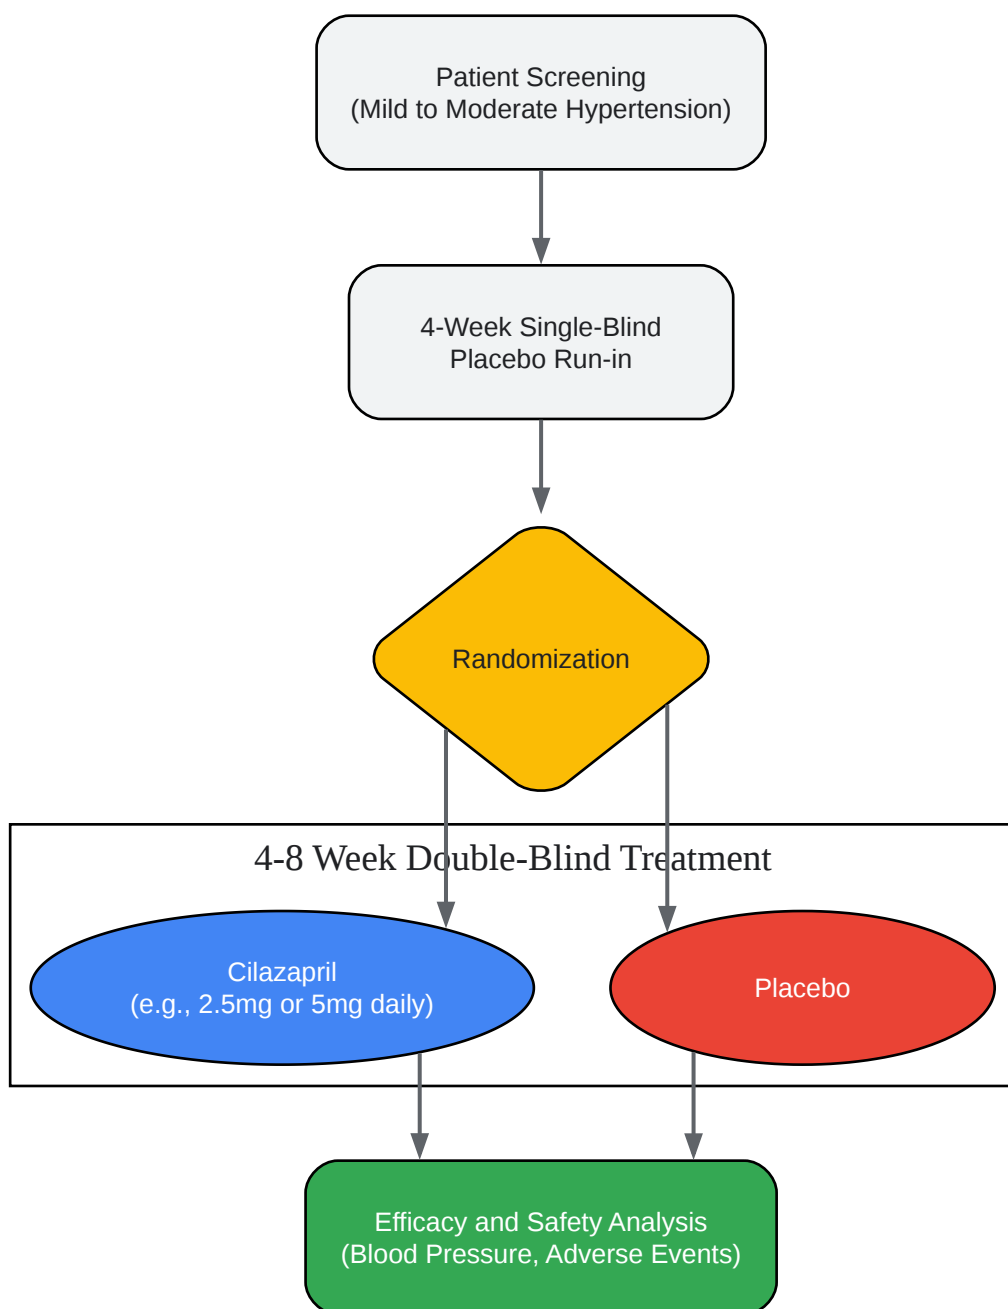 Patient Screening
(Mild to Moderate Hypertension)
4-Week Single-Blind
Placebo Run-in
Randomization
4-8 Week Double-Blind Treatment
Cilazapril
(e.g., 2.5mg or 5mg daily)
Placebo
Efficacy and Safety Analysis
(Blood Pressure, Adverse Events)